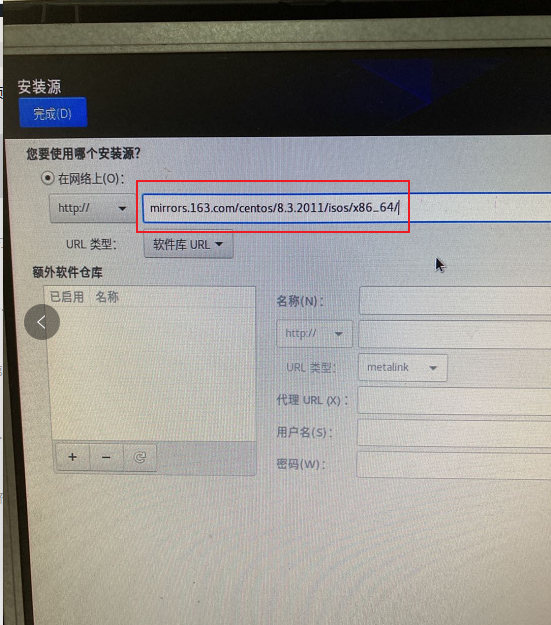 安装源
完成(D)
您要使用哪个安装源?
在网络上(O):
http:// mirrors.163.com/centos/8.3.2011/isos/x86_64/
URL 类型: 软件库 URL
额外软件仓库
已启用 名称
名称(N):
http://
URL 类型: metalink
代理 URL (X):
用户名(S):
密码(W):